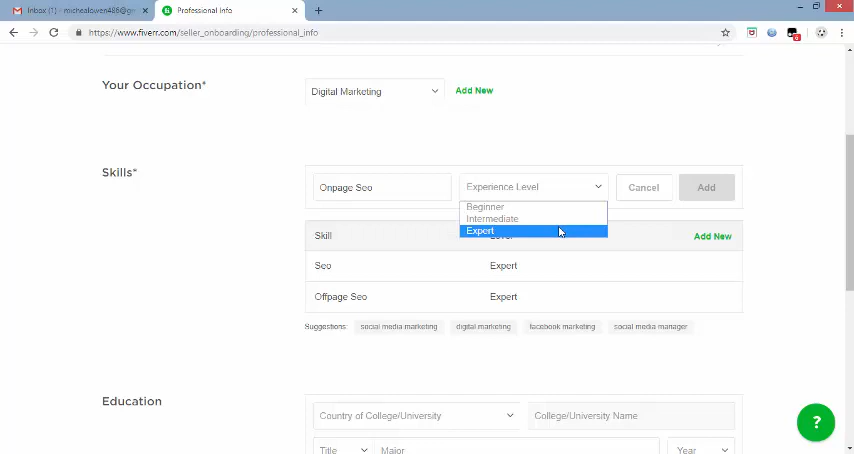 Inbox (1) - michealowen486@gm
Professional Info
https://www.fiverr.com/seller_onboarding/professional_info
Your Occupation*
Digital Marketing
Add New
Skills*
Onpage Seo
Experience Level
Cancel
Add
Beginner
Intermediate
Expert
Skill
Add New
Seo
Expert
Offpage Seo
Expert
Suggestions:
social media marketing
digital marketing
facebook marketing
social media manager
Education
Country of College/University
College/University Name
Title
Major
Year
?